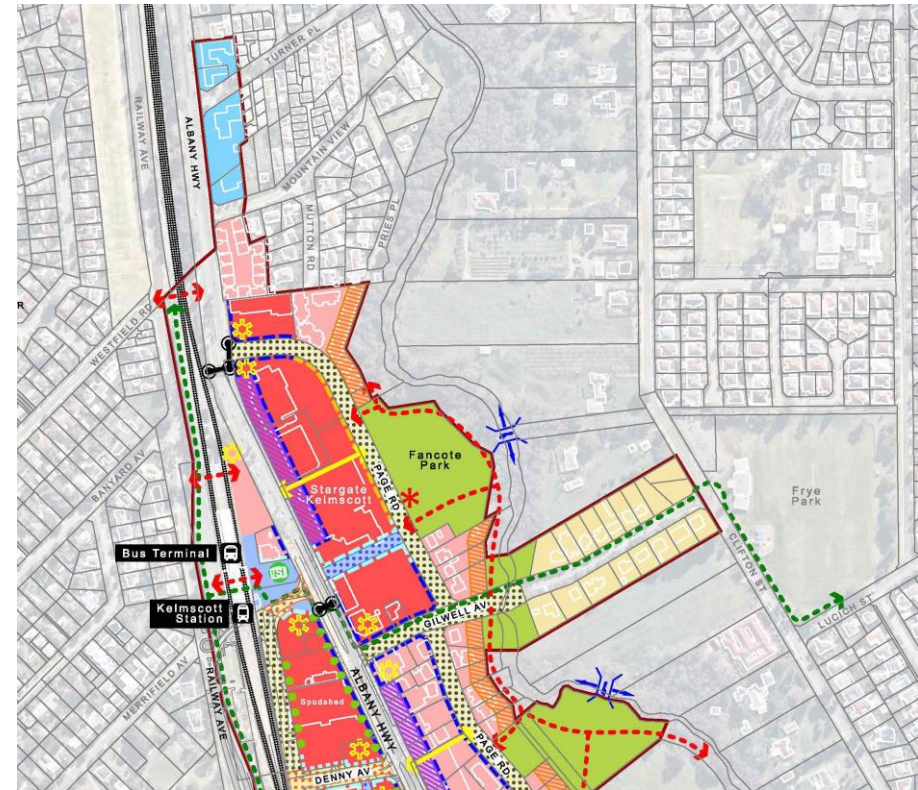 TURNER PL
RAILWAY AVE
ALBANY HWY
MOUNTAIN VIEW
MUTTON RD
PRIES PL
R
WESTFIELD RD
BANYARD AV
Fancote
Park
PAGE RD
Stargate
Kelmscott
Frye
Park
Bus Terminal
CLIFTON ST
Kelmscott
Station
GILWELL AV
LUCICH ST
MERRIFIELD AV
RAILWAY AVE
ALBANY HWY
Spudshed
PAGE RD
DENNY AV